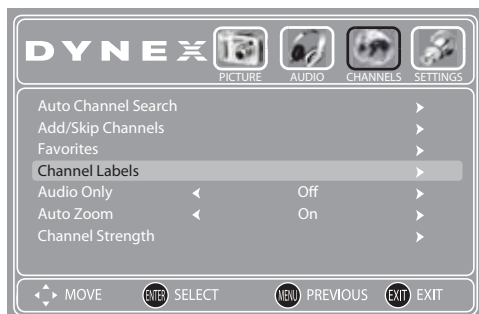 DYNEX
PICTURE AUDIO CHANNELS SETTINGS
Auto Channel Search
Add/Skip Channels
Favorites
Channel Labels
Audio Only Off
Auto Zoom On
Channel Strength
MOVE ENTER SELECT MENU PREVIOUS EXIT EXIT